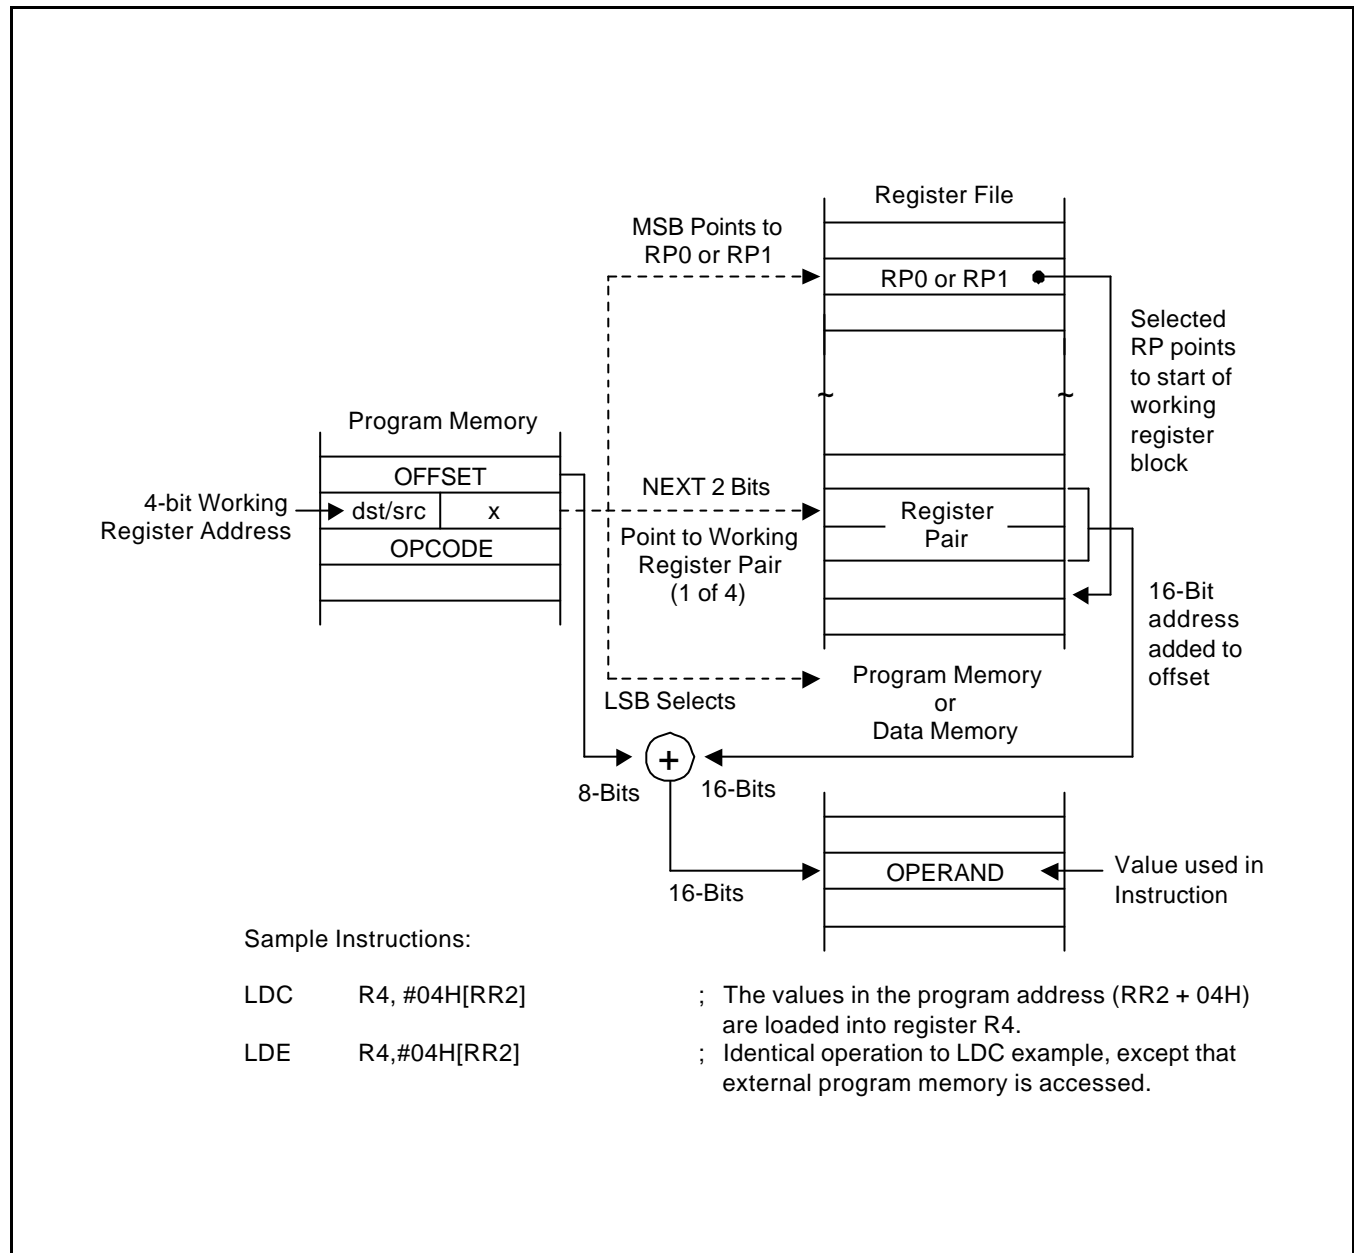 Register File
MSB Points to
RP0 or RP1
RP0 or RP1
Selected
RP points
to start of
working
register
block
Program Memory
OFFSET
4-bit Working
Register Address
dst/src
x
OPCODE
NEXT 2 Bits
Point to Working
Register Pair
(1 of 4)
Register
Pair
16-Bit
address
added to
offset
LSB Selects
Program Memory
or
Data Memory
+
8-Bits
16-Bits
16-Bits
OPERAND
Value used in
Instruction
~
~
Sample Instructions:
LDC R4, #04H[RR2] ; The values in the program address (RR2 + 04H)
are loaded into register R4.
LDE R4,#04H[RR2] ; Identical operation to LDC example, except that
external program memory is accessed.